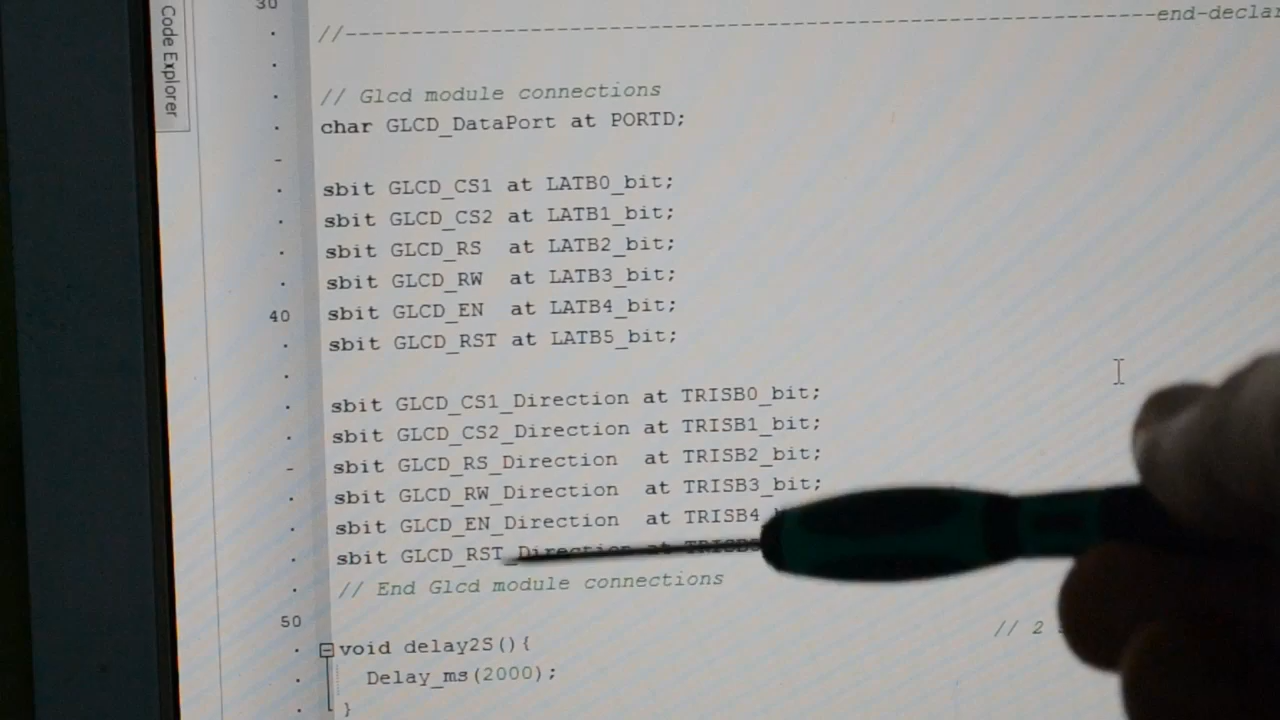 30
Code Explorer
//------------------------------------------------------------------------------end-decla
// Glcd module connections
char GLCD_DataPort at PORTD;
sbit GLCD_CS1 at LATB0_bit;
sbit GLCD_CS2 at LATB1_bit;
sbit GLCD_RS  at LATB2_bit;
sbit GLCD_RW  at LATB3_bit;
40 sbit GLCD_EN  at LATB4_bit;
sbit GLCD_RST at LATB5_bit;
sbit GLCD_CS1_Direction at TRISB0_bit;
sbit GLCD_CS2_Direction at TRISB1_bit;
sbit GLCD_RS_Direction  at TRISB2_bit;
sbit GLCD_RW_Direction  at TRISB3_bit;
sbit GLCD_EN_Direction  at TRISB4
sbit GLCD_RST_Direction at
// End Glcd module connections
50
void delay2S(){ // 2
Delay_ms(2000);
}